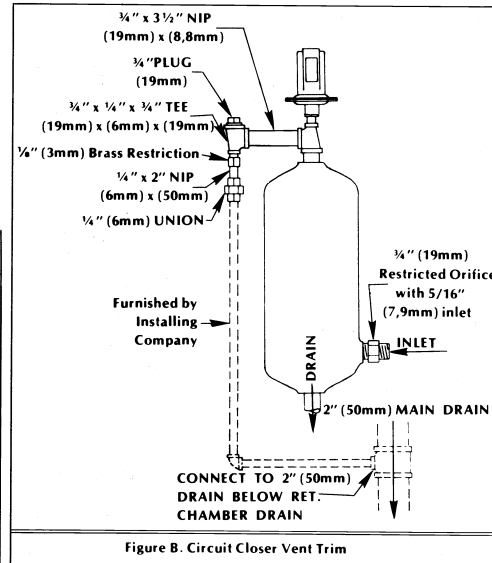 3/4" x 3 1/2" NIP
(19mm) x (8,8mm)
3/4" PLUG
(19mm)
3/4" x 1/4" x 3/4" TEE
(19mm) x (6mm) x (19mm)
1/8" (3mm) Brass Restriction
1/4" x 2" NIP
(6mm) x (50mm)
1/4" (6mm) UNION
3/4" (19mm)
Restricted Orifice
with 5/16"
(7,9mm) inlet
Furnished by
Installing
Company
INLET
DRAIN
2" (50mm) MAIN DRAIN
CONNECT TO 2" (50mm)
DRAIN BELOW RET.
CHAMBER DRAIN
Figure B. Circuit Closer Vent Trim